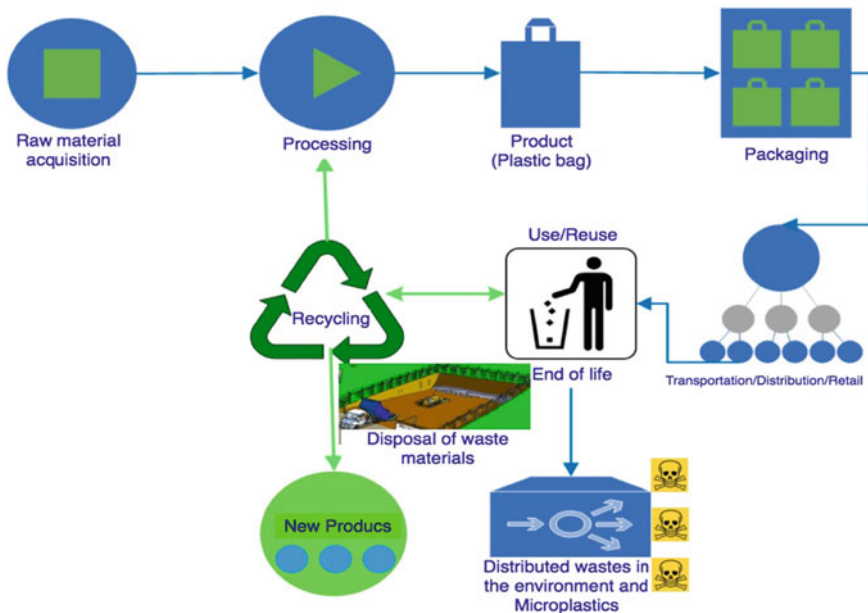 Raw material
acquisition
Processing
Product
(Plastic bag)
Packaging
Use/Reuse
Recycling
End of life
Transportation/Distribution/Retail
Disposal of waste
materials
New Producs
Distributed wastes in
the environment and
Microplastics